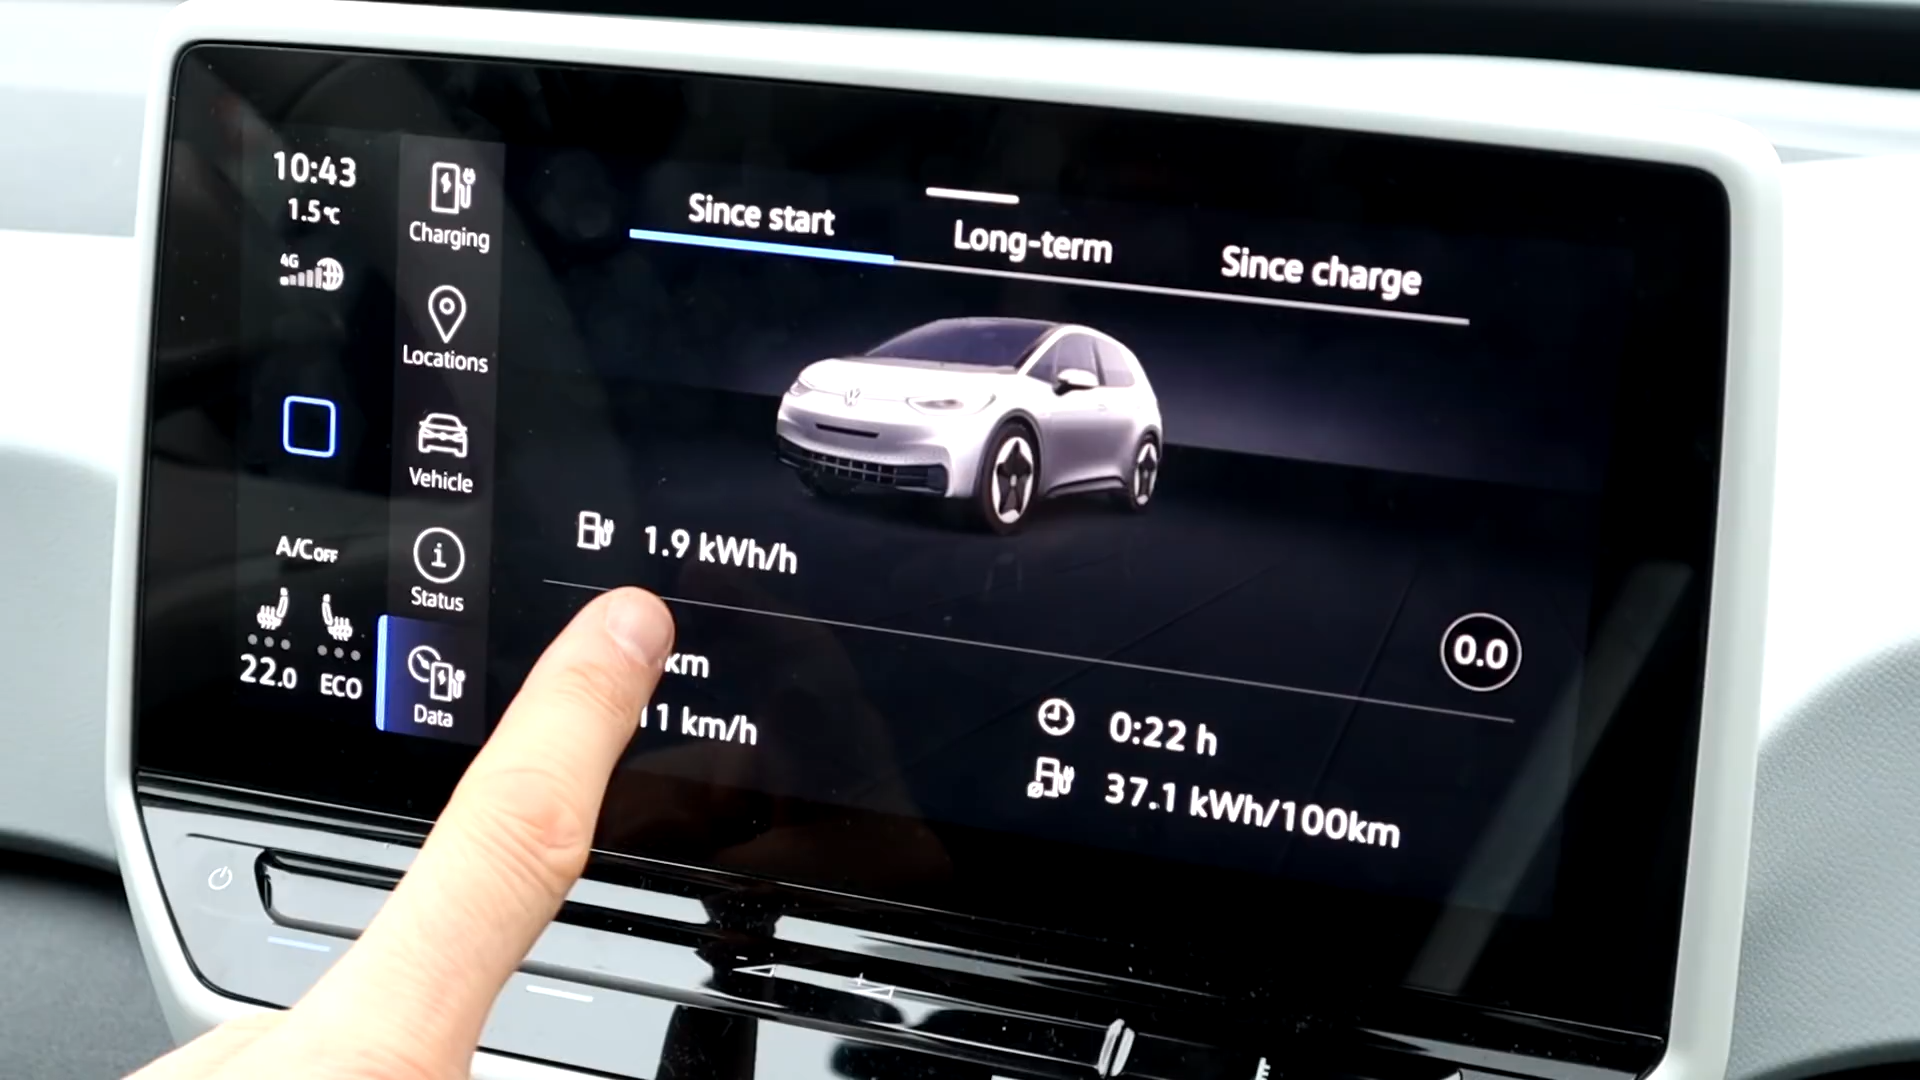 10:43
1.5°C
4G
Charging
Locations
Vehicle
A/C OFF
Status
22.0 ECO
Data
Since start
Long-term
Since charge
1.9 kWh/h
0.0
km
11 km/h
0:22 h
37.1 kWh/100km